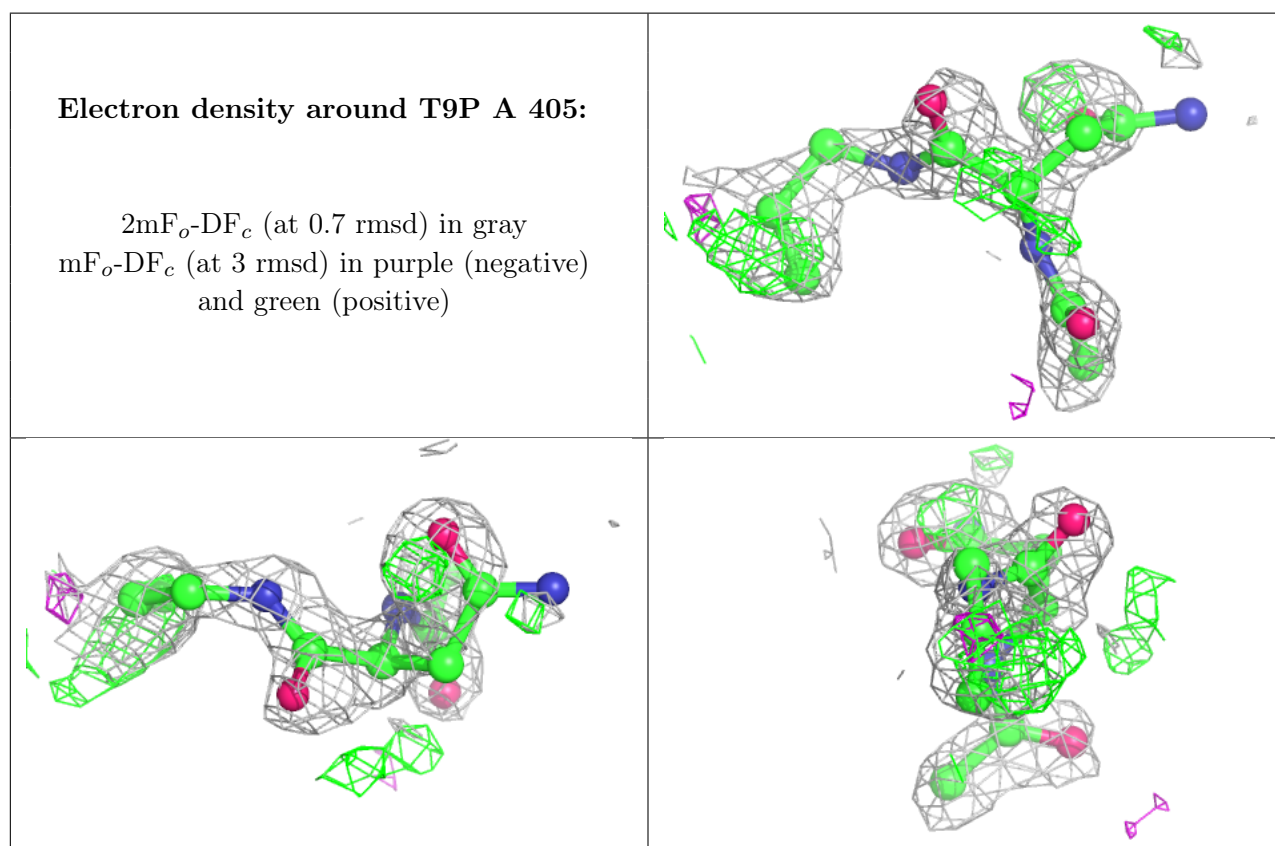 Electron density around T9P A 405:
2mFₒ-DF𝒸 (at 0.7 rmsd) in gray
mFₒ-DF𝒸 (at 3 rmsd) in purple (negative)
and green (positive)